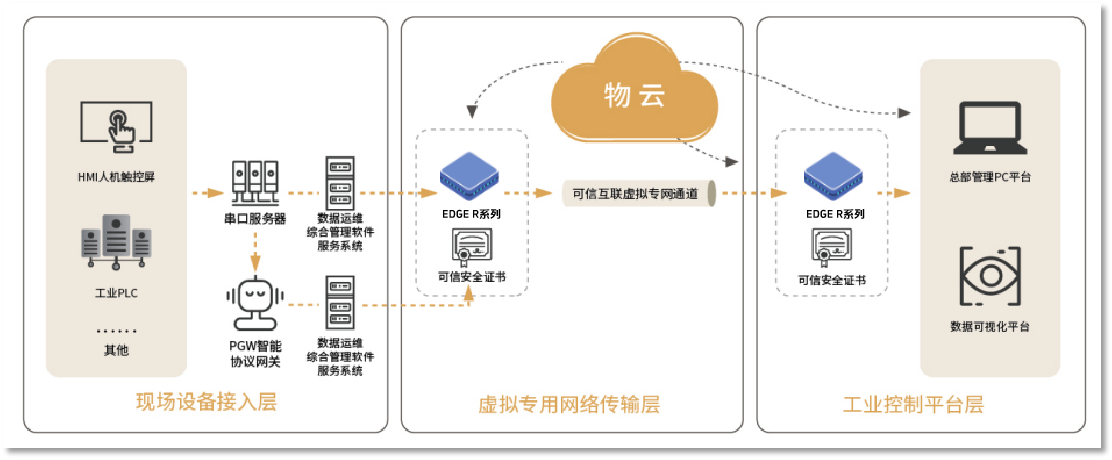 物云
HMI人机触控屏
工业PLC
······
其他
串口服务器
数据运维
综合管理软件
服务系统
PGW智能
协议网关
数据运维
综合管理软件
服务系统
现场设备接入层
EDGE R系列
可信安全证书
可信互联虚拟专网通道
虚拟专用网络传输层
EDGE R系列
可信安全证书
总部管理PC平台
数据可视化平台
工业控制平台层